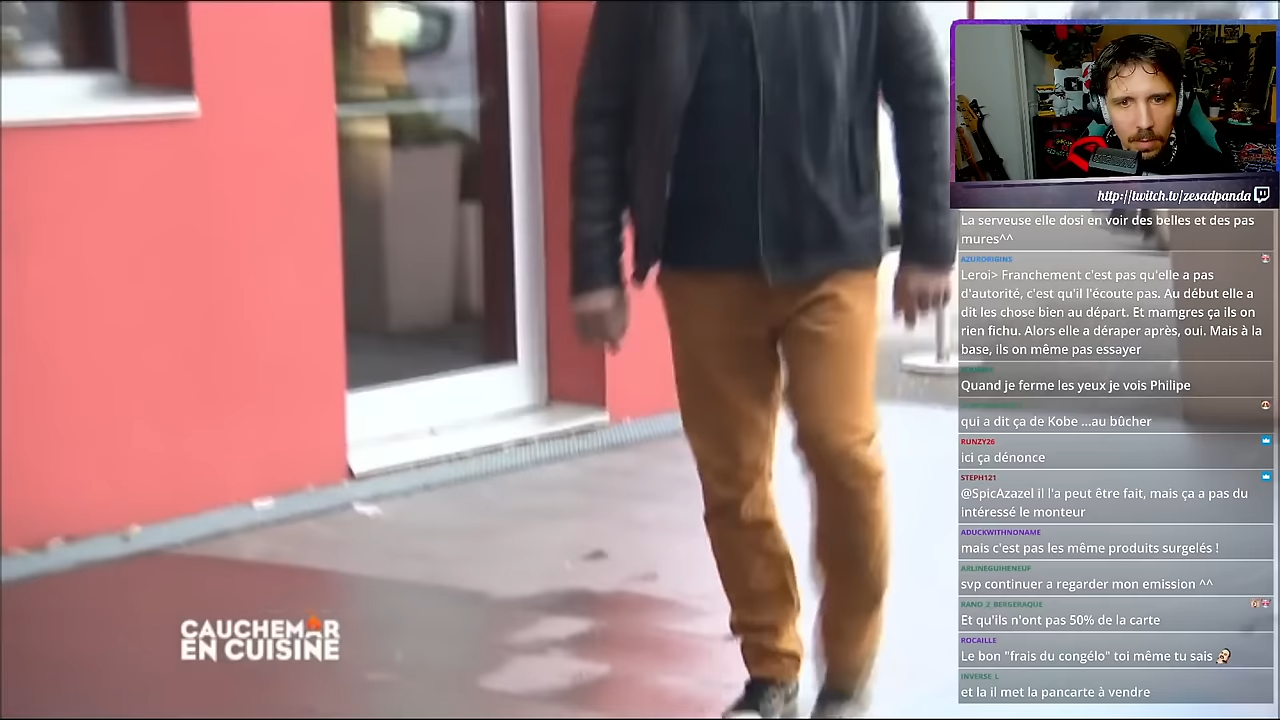 http://twitch.tv/zesadpanda
La serveuse elle dosi en voir des belles et des pas
mures^^
AZURORIGINS
Leroi> Franchement c'est pas qu'elle a pas
d'autorité, c'est qu'il l'écoute pas. Au début elle a
dit les chose bien au départ. Et mamgres ça ils on
rien fichu. Alors elle a déraper après, oui. Mais à la
base, ils on même pas essayer
Quand je ferme les yeux je vois Philipe
qui a dit ça de Kobe ...au bûcher
RUNZY26
ici ça dénonce
STEPH121
@SpicAzazel il l'a peut être fait, mais ça a pas du
intéressé le monteur
ADUCKWITHNONAME
mais c'est pas les même produits surgelés !
ARLINEGUIHENEUF
svp continuer a regarder mon emission ^^
RANO_2_BERGERAQUE
Et qu'ils n'ont pas 50% de la carte
ROCAILLE
Le bon "frais du congélo" toi même tu sais
INVERSE_L
et la il met la pancarte à vendre
CAUCHEMAR
EN CUISINE